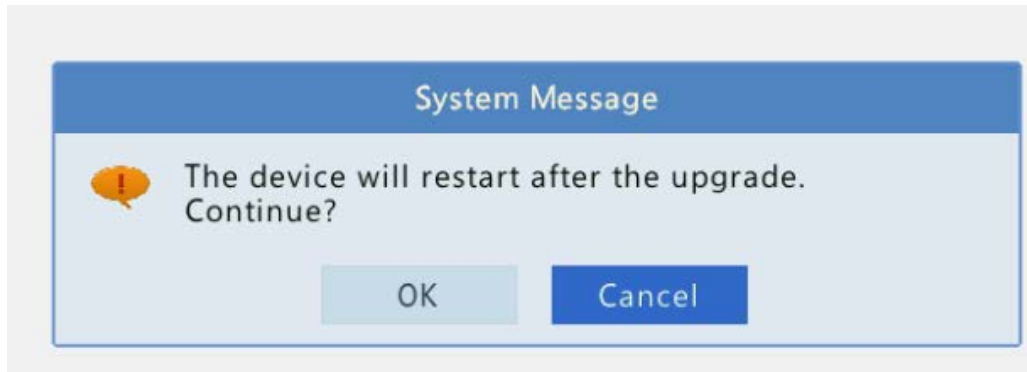 System Message
The device will restart after the upgrade.
Continue?
OK
Cancel